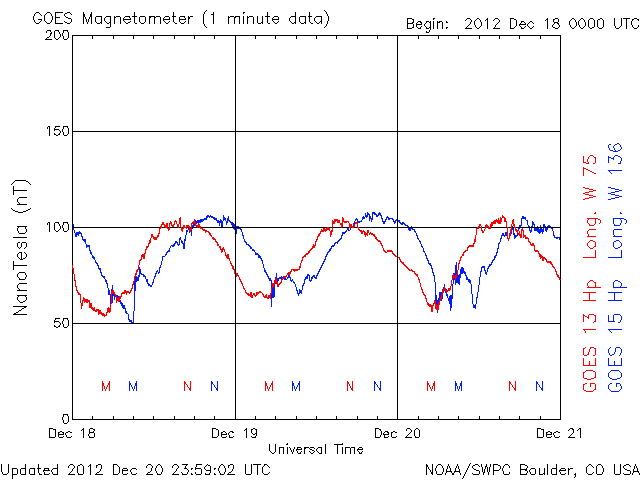 GOES Magnetometer (1 minute data)
Begin: 2012 Dec 18 0000 UTC
200
150
100
50
0
NanoTesla (nT)
M M N N M M N N M M N N
Dec 18 Dec 19 Dec 20 Dec 21
Universal Time
GOES 13 Hp Long. W 75
GOES 15 Hp Long. W 136
Updated 2012 Dec 20 23:59:02 UTC
NOAA/SWPC Boulder, CO USA